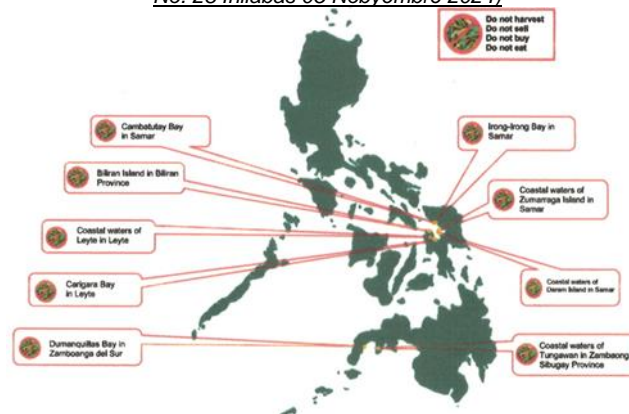 No. 28 Inilabas 08 Nobyembre 2024)
Do not harvest
Do not sell
Do not buy
Do not eat
Cambatutay Bay
in Samar
Irong-Irong Bay in
Samar
Biliran Island in Biliran
Province
Coastal waters of
Zumarraga Island in
Samar
Coastal waters of
Leyte in Leyte
Carigara Bay
in Leyte
Coastal waters of
Daram Island in Samar
Dumanquillas Bay in
Zamboanga del Sur
Coastal waters of
Tungawan in Zamboanga
Sibugay Province